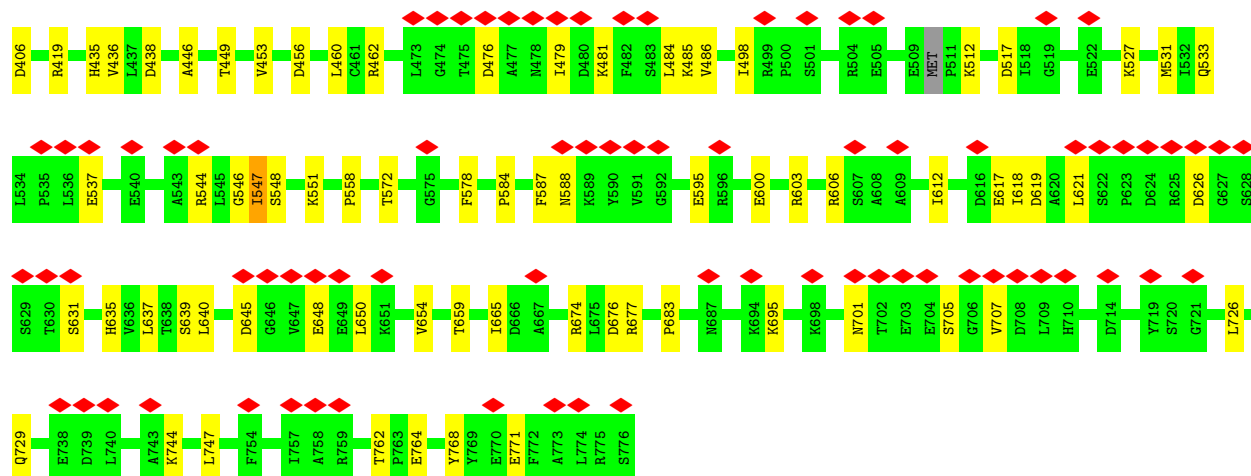 D406 R419 H435 V436 L437 D438 A446 T449 V453 D456 L460 C461 R462 L473 G474 T475 D476 A477 N478 I479 D480 K481 F482 S483 L484 K485 V486 I498 R499 P500 S501 R504 E505 E509 MET P511 K512 D517 I518 G519 E522 K527 M531 I532 Q533
L534 P535 L536 E537 E540 A543 R544 L545 G546 I547 S548 K551 P558 T572 G575 F578 P584 F587 N588 K589 Y590 V591 G592 E595 R596 E600 R603 R606 S607 A608 A609 I612 D616 E617 I618 D619 A620 L621 S622 P623 D624 R625 D626 G627 S628
S629 T630 S631 H635 V636 L637 T638 S639 L640 D645 G646 V647 E648 E649 L650 K651 V654 T659 I665 D666 A667 R674 L675 D676 R677 P683 N687 K694 K695 K698 N701 T702 E703 E704 S705 G706 V707 D708 L709 H710 D714 Y719 S720 G721 L726
Q729 E738 D739 L740 A743 K744 L747 F754 I757 A758 R759 T762 P763 E764 Y768 Y769 E770 E771 F772 A773 L774 R775 S776